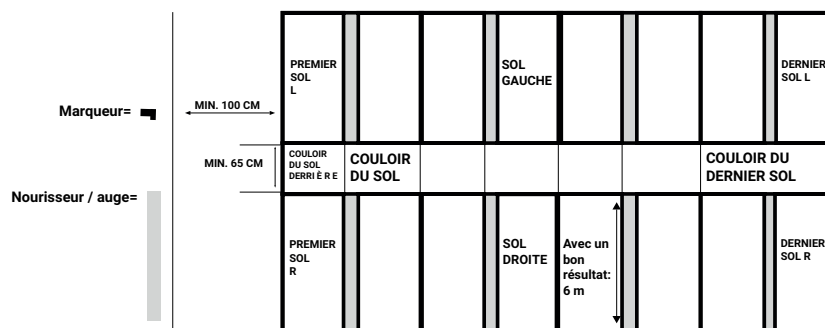 PREMIER
SOL
L
SOL
GAUCHE
DERNIER
SOL L
Marqueur=
MIN. 100 CM
MIN. 65 CM
COULOIR
DU SOL
DERRI È R E
COULOIR
DU SOL
COULOIR DU
DERNIER SOL
Nourisseur / auge=
PREMIER
SOL
R
SOL
DROITE
Avec un
bon
résultat:
6 m
DERNIER
SOL R